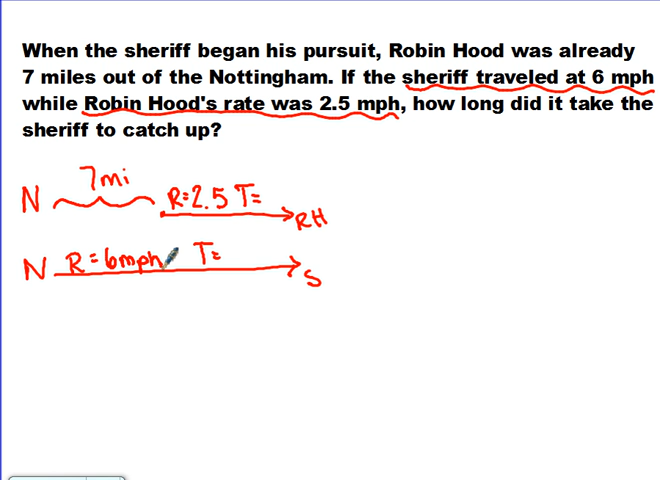 When the sheriff began his pursuit, Robin Hood was already
7 miles out of the Nottingham. If the sheriff traveled at 6 mph
while Robin Hood's rate was 2.5 mph, how long did it take the
sheriff to catch up?
7mi
N R=2.5 T= RH
N R=6mph T= S